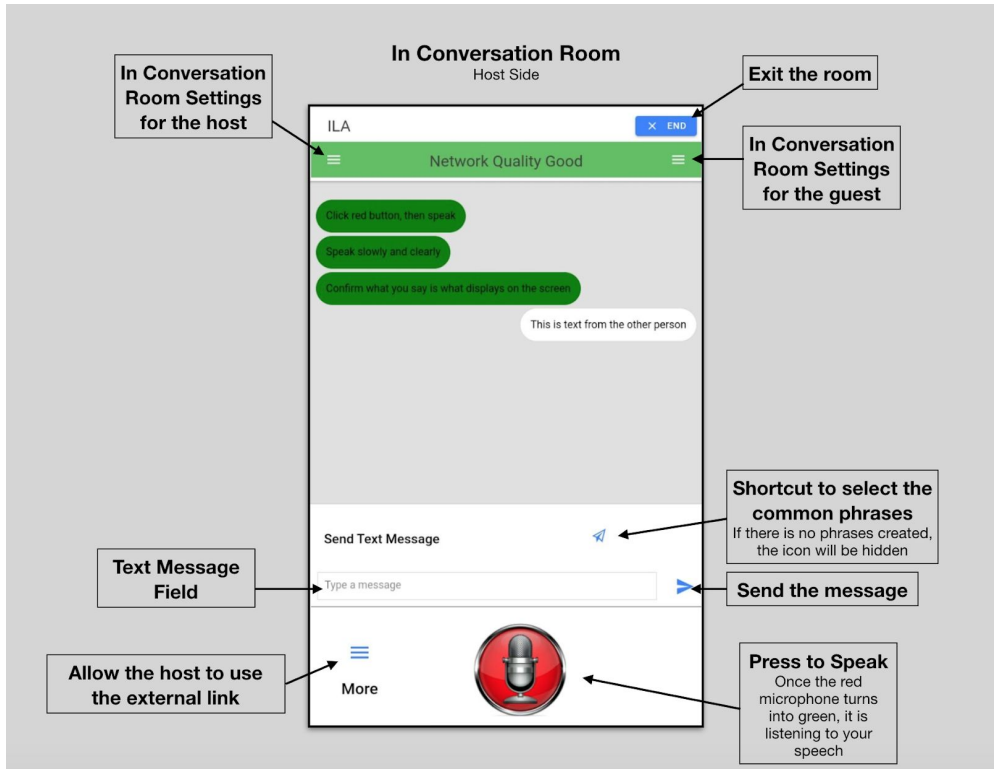 In Conversation Room
Host Side
In Conversation
Room Settings
for the host
Exit the room
ILA
× END
Network Quality Good
In Conversation
Room Settings
for the guest
Click red button, then speak
Speak slowly and clearly
Confirm what you say is what displays on the screen
This is text from the other person
Shortcut to select the
common phrases
If there is no phrases created,
the icon will be hidden
Send Text Message
Text Message
Field
Type a message
Send the message
Allow the host to use
the external link
More
Press to Speak
Once the red
microphone turns
into green, it is
listening to your
speech